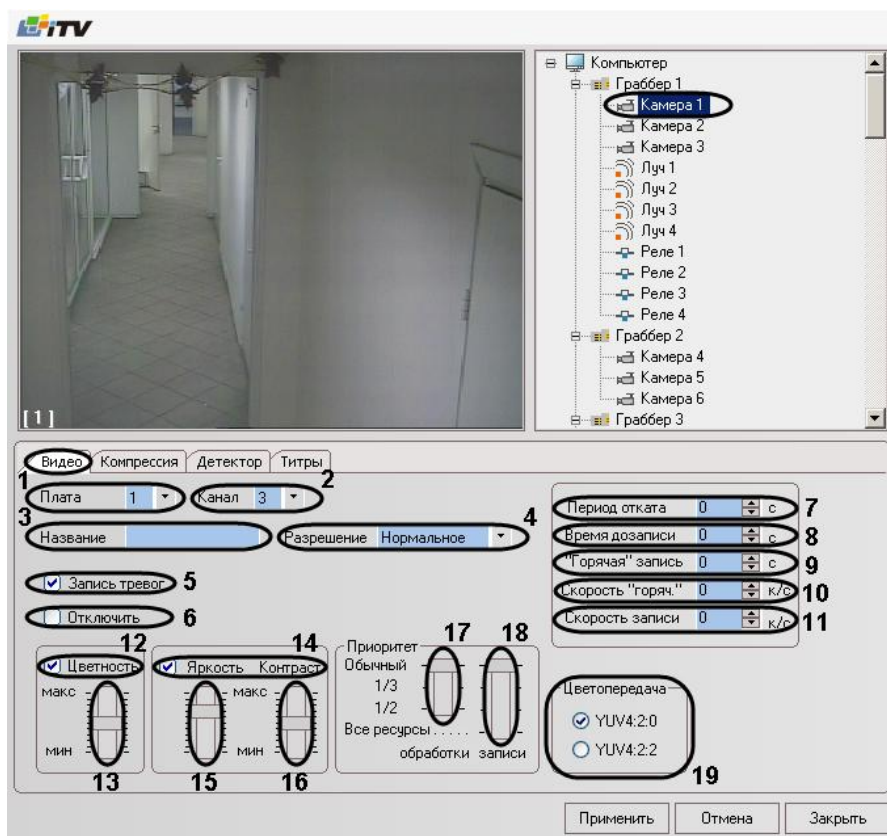 iTV
[1]
Компьютер
Граббер 1
Камера 1
Камера 2
Камера 3
Луч 1
Луч 2
Луч 3
Луч 4
Реле 1
Реле 2
Реле 3
Реле 4
Граббер 2
Камера 4
Камера 5
Камера 6
Граббер 3
Видео Компрессия Детектор Титры
1 2
Плата 1 Канал 3
3 4
Название Разрешение Нормальное
Запись тревог 5
Отключить 6
Период отката 0 с 7
Время дозаписи 0 с 8
"Горячая" запись 0 с 9
Скорость "горяч." 0 к/с 10
Скорость записи 0 к/с 11
12 14 17 18
Цветность Яркость Контраст
макс макс
мин мин
13 15 16
Приоритет
Обычный
1/3
1/2
Все ресурсы.....
обработки записи
Цветопередача
YUV4:2:0
YUV4:2:2
19
Применить Отмена Закрыть